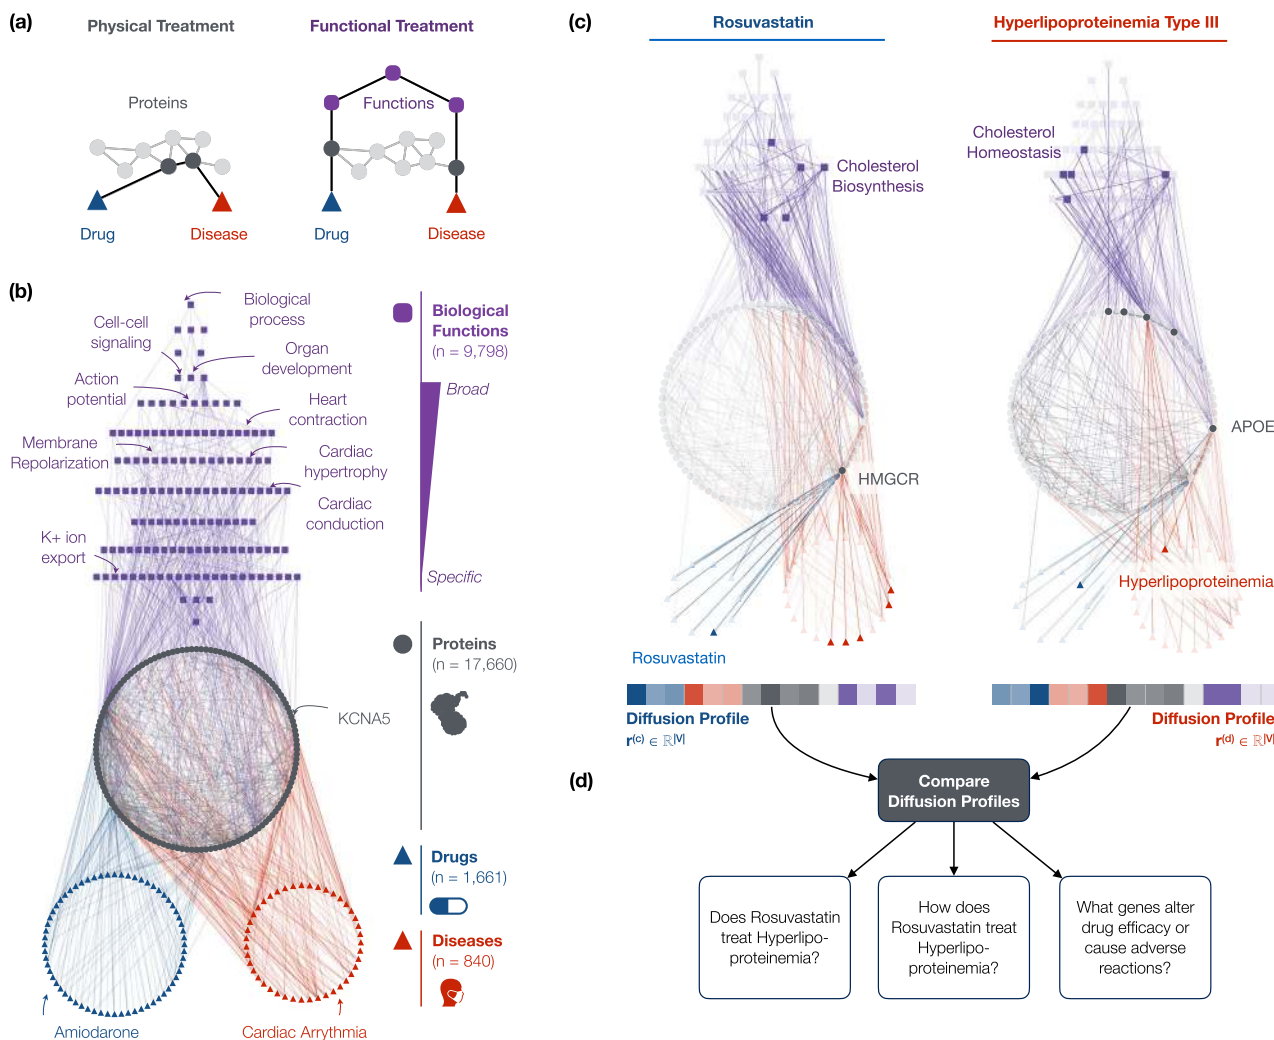 (a)
Physical Treatment
Functional Treatment
Proteins
Functions
Drug
Disease
Drug
Disease
(b)
Biological
process
Cell-cell
signaling
Organ
development
Action
potential
Heart
contraction
Membrane
Repolarization
Cardiac
hypertrophy
Cardiac
conduction
K+ ion
export
KCNA5
Amiodarone
Cardiac Arrythmia
Biological
Functions
(n = 9,798)
Broad
Specific
Proteins
(n = 17,660)
Drugs
(n = 1,661)
Diseases
(n = 840)
(c)
Rosuvastatin
Hyperlipoproteinemia Type III
Cholesterol
Biosynthesis
Cholesterol
Homeostasis
HMGCR
APOE
Hyperlipoproteinemia
Rosuvastatin
Diffusion Profile
r(c) ∈ ℝ|V|
Diffusion Profile
r(d) ∈ ℝ|V|
(d)
Compare
Diffusion Profiles
Does Rosuvastatin
treat Hyperlipo-
proteinemia?
How does
Rosuvastatin treat
Hyperlipo-
proteinemia?
What genes alter
drug efficacy or
cause adverse
reactions?